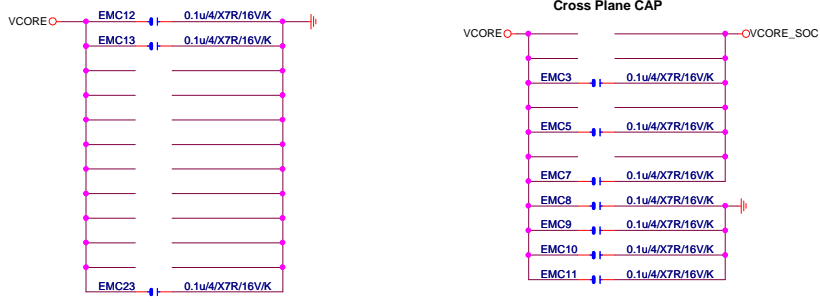 Cross Plane CAP
VCORE
EMC12 0.1u/4/X7R/16V/K
EMC13 0.1u/4/X7R/16V/K
EMC23 0.1u/4/X7R/16V/K
VCORE
VCORE_SOC
EMC3 0.1u/4/X7R/16V/K
EMC5 0.1u/4/X7R/16V/K
EMC7 0.1u/4/X7R/16V/K
EMC8 0.1u/4/X7R/16V/K
EMC9 0.1u/4/X7R/16V/K
EMC10 0.1u/4/X7R/16V/K
EMC11 0.1u/4/X7R/16V/K